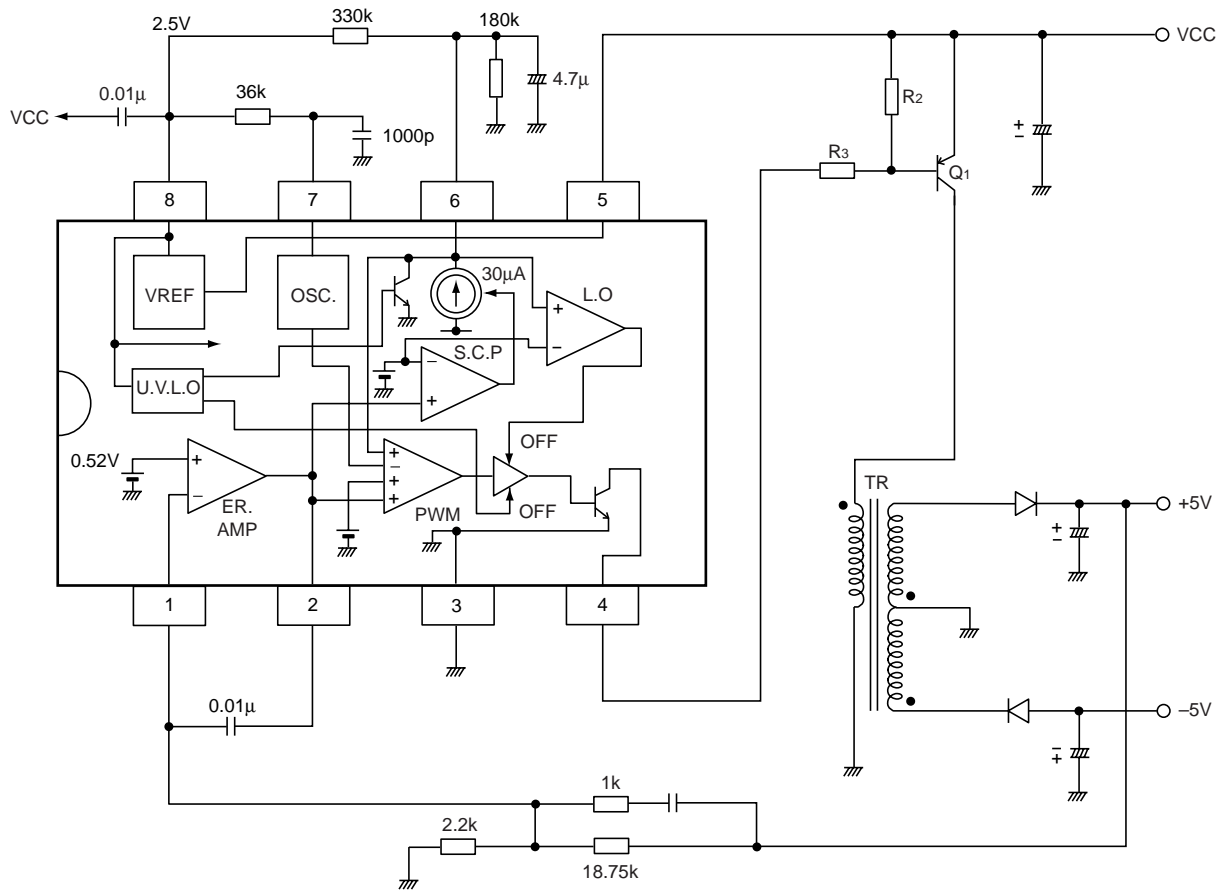 330k
2.5V
180k
4.7µ
VCC
0.01µ
36k
VCC
1000p
R2
R3
Q1
+
–
8
7
6
5
30µA
VREF
OSC.
L.O
+
–
S.C.P
–
+
U.V.L.O
OFF
0.52V
+
–
ER.
AMP
+
–
+
+
PWM
OFF
TR
+5V
+
–
1
2
3
4
0.01µ
–5V
–
+
1k
2.2k
18.75k